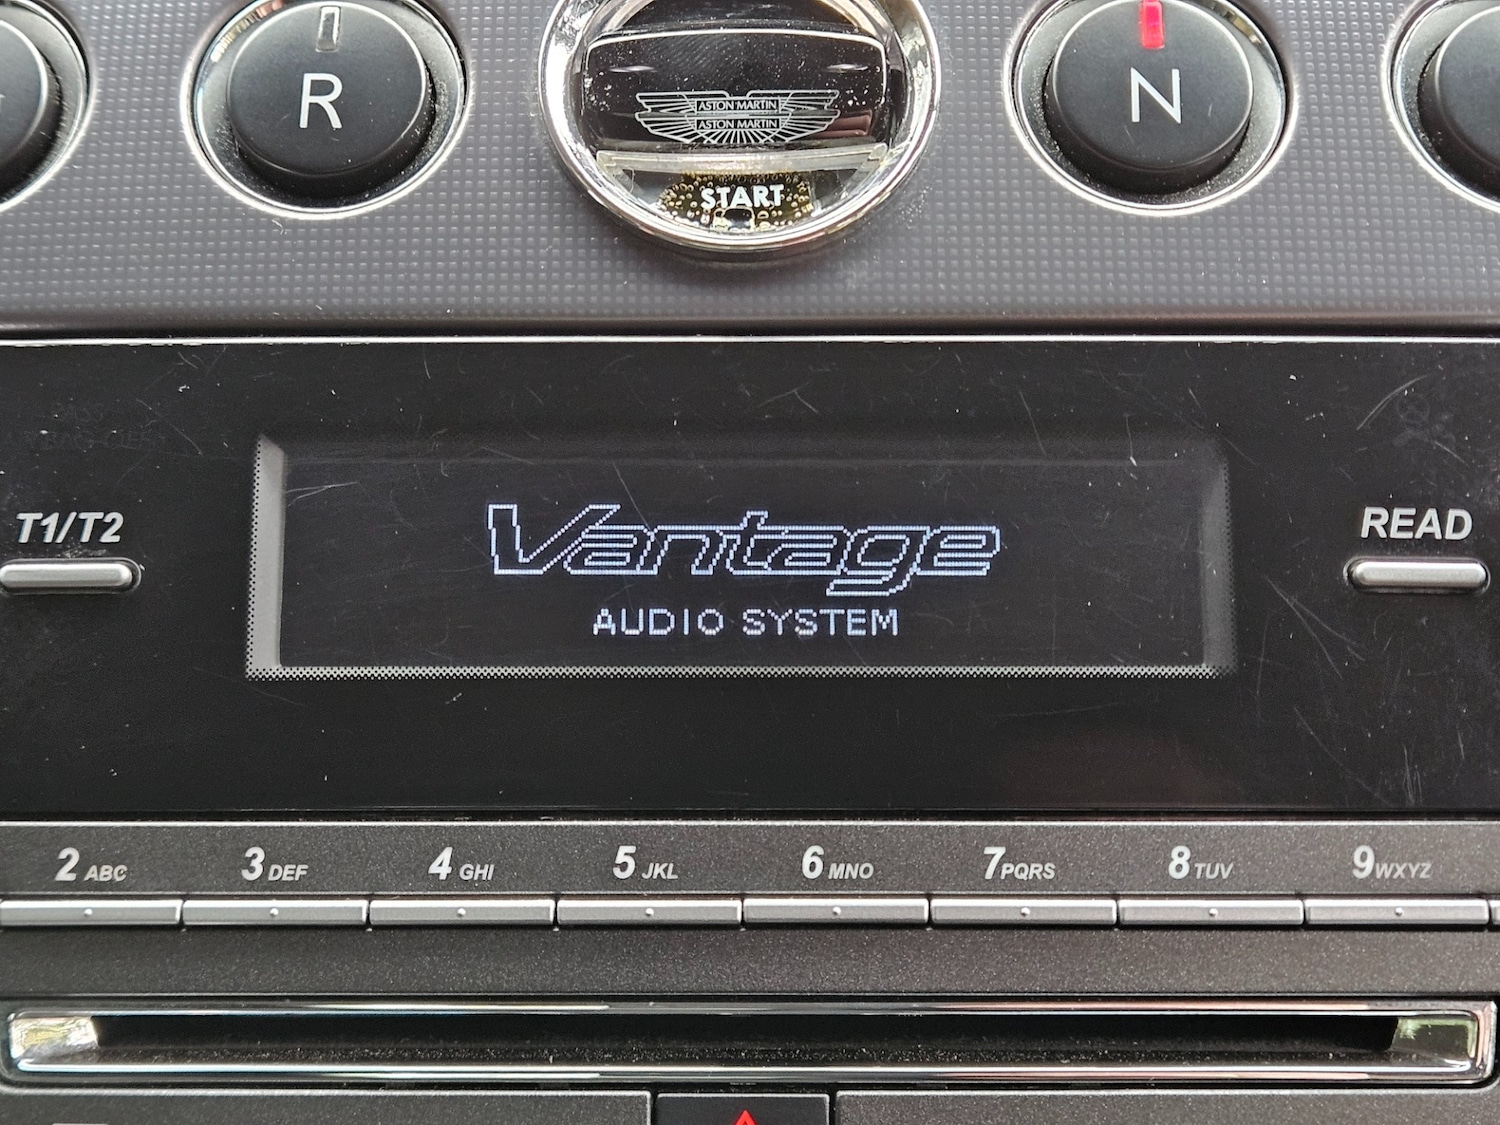 R
ASTON MARTIN
ASTON MARTIN
START
N
T1/T2
Vantage
AUDIO SYSTEM
READ
2 ABC 3 DEF 4 GHI 5 JKL 6 MNO 7 PQRS 8 TUV 9 WXYZ